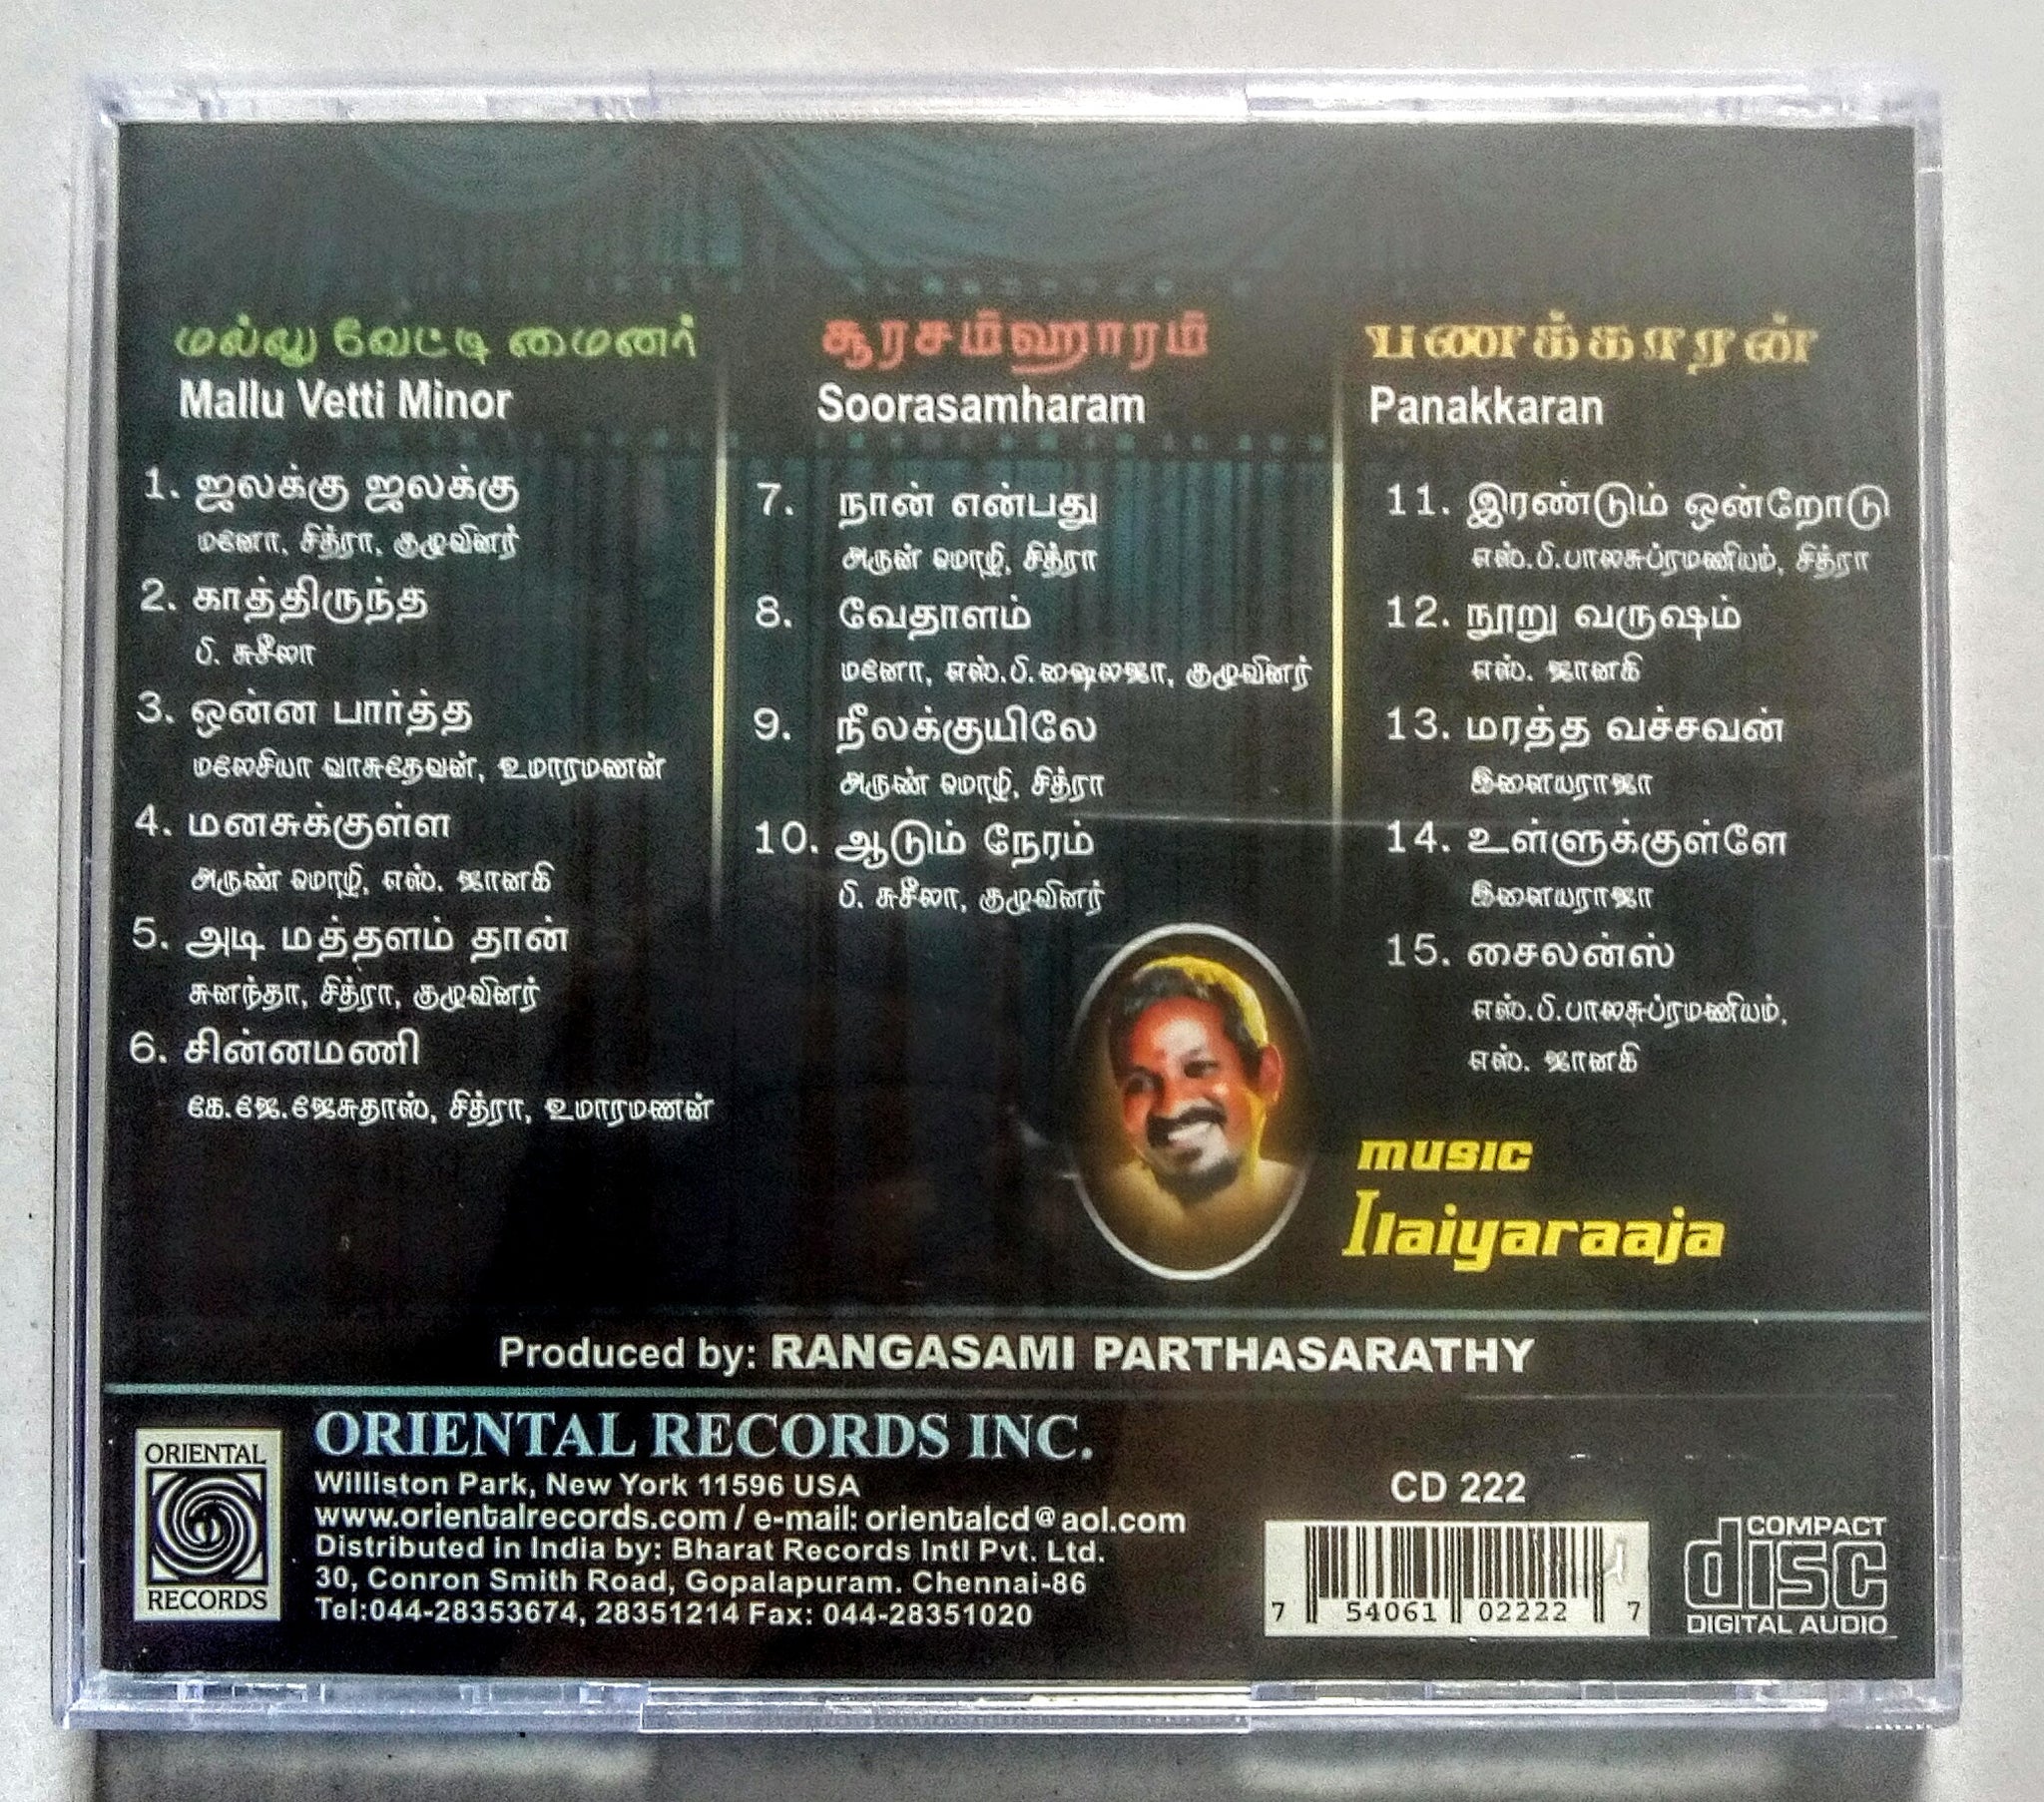 மல்லு வேட்டி மைனர்
Mallu Vetti Minor
1. ஜலக்கு ஜலக்கு
மனோ, சித்ரா, குழுவினர்
2. காத்திருந்த
பி. சுசீலா
3. ஒன்ன பார்த்த
மலேசியா வாசுதேவன், உமாரமணன்
4. மனசுக்குள்ள
அருண் மொழி, எஸ். ஜானகி
5. அடி மத்தளம் தான்
சுனந்தா, சித்ரா, குழுவினர்
6. சின்னமணி
கே.ஜே.ஜேசுதாஸ், சித்ரா, உமாரமணன்
சூரசம்ஹாரம்
Soorasamharam
7. நான் என்பது
அருன் மொழி, சித்ரா
8. வேதாளம்
மனோ, எஸ்.பி.ஷைலஜா, குழுவினர்
9. நீலக்குயிலே
அருண் மொழி, சித்ரா
10. ஆடும் நேரம்
பி. சுசீலா, குழுவினர்
பணக்காரன்
Panakkaran
11. இரண்டும் ஒன்றோடு
எஸ்.பி.பாலசுப்ரமணியம், சித்ரா
12. நூறு வருஷம்
எஸ். ஜானகி
13. மரத்த வச்சவன்
இளையராஜா
14. உள்ளுக்குள்ளே
இளையராஜா
15. சைலன்ஸ்
எஸ்.பி.பாலசுப்ரமணியம்,
எஸ். ஜானகி
MUSIC
Ilaiyaraaja
Produced by: RANGASAMI PARTHASARATHY
ORIENTAL
RECORDS
ORIENTAL RECORDS INC.
Williston Park, New York 11596 USA
www.orientalrecords.com / e-mail: orientalcd@aol.com
Distributed in India by: Bharat Records Intl Pvt. Ltd.
30, Conron Smith Road, Gopalapuram. Chennai-86
Tel:044-28353674, 28351214 Fax: 044-28351020
CD 222
7 54061 02222 7
COMPACT
disc
DIGITAL AUDIO